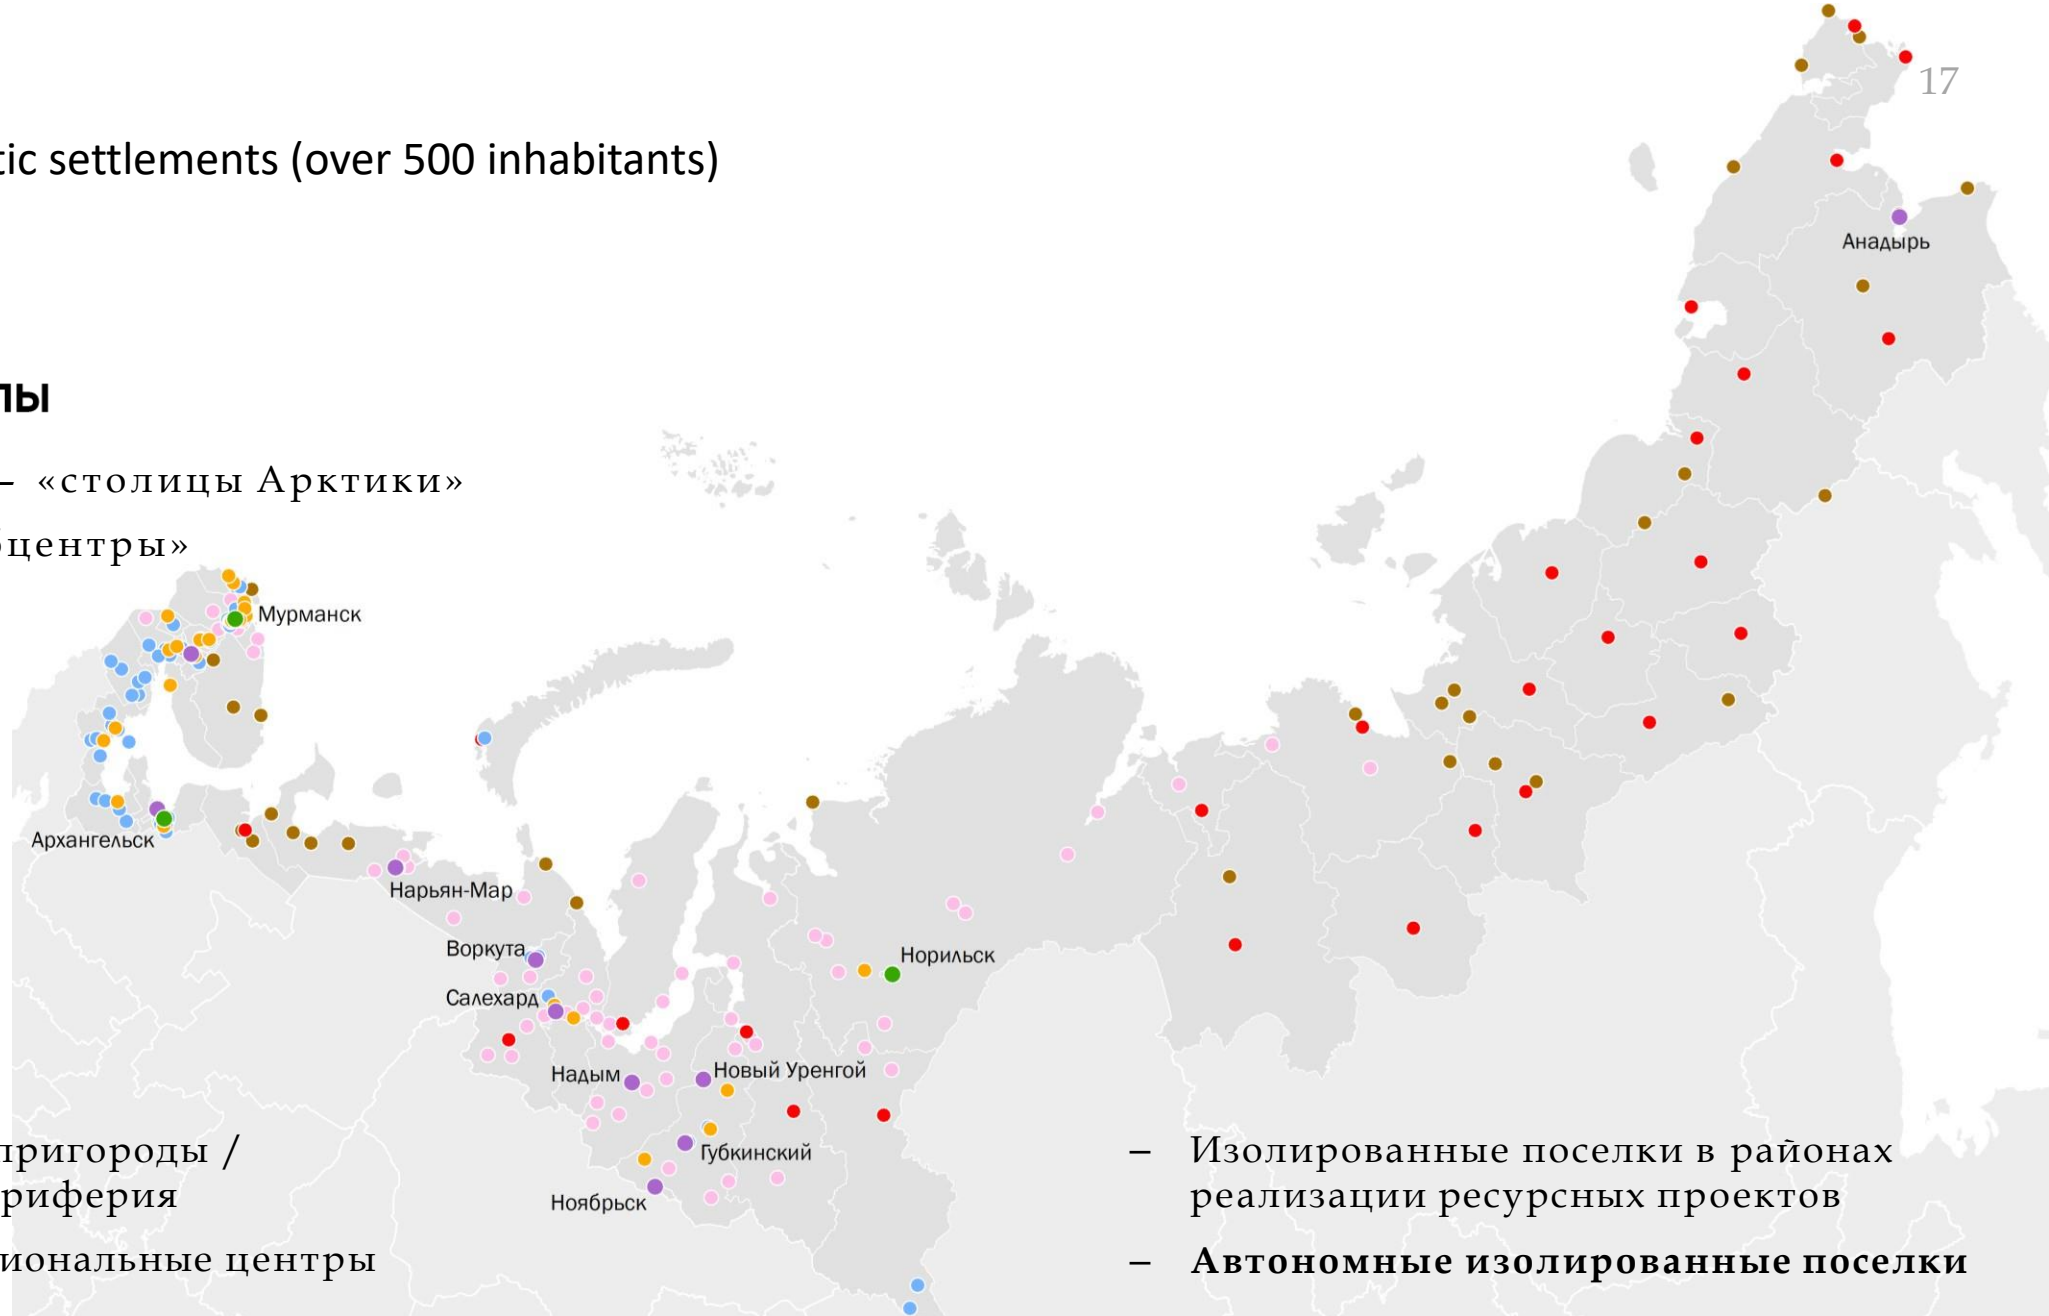 17
tic settlements (over 500 inhabitants)
Анадырь
пы
– «столицы Арктики»
центры»
Мурманск
Архангельск
Нарьян-Мар
Воркута
Норильск
Салехард
Надым
Новый Уренгой
Губкинский
Ноябрьск
пригороды /
риферия
иональные центры
– Изолированные поселки в районах
реализации ресурсных проектов
– Автономные изолированные поселки